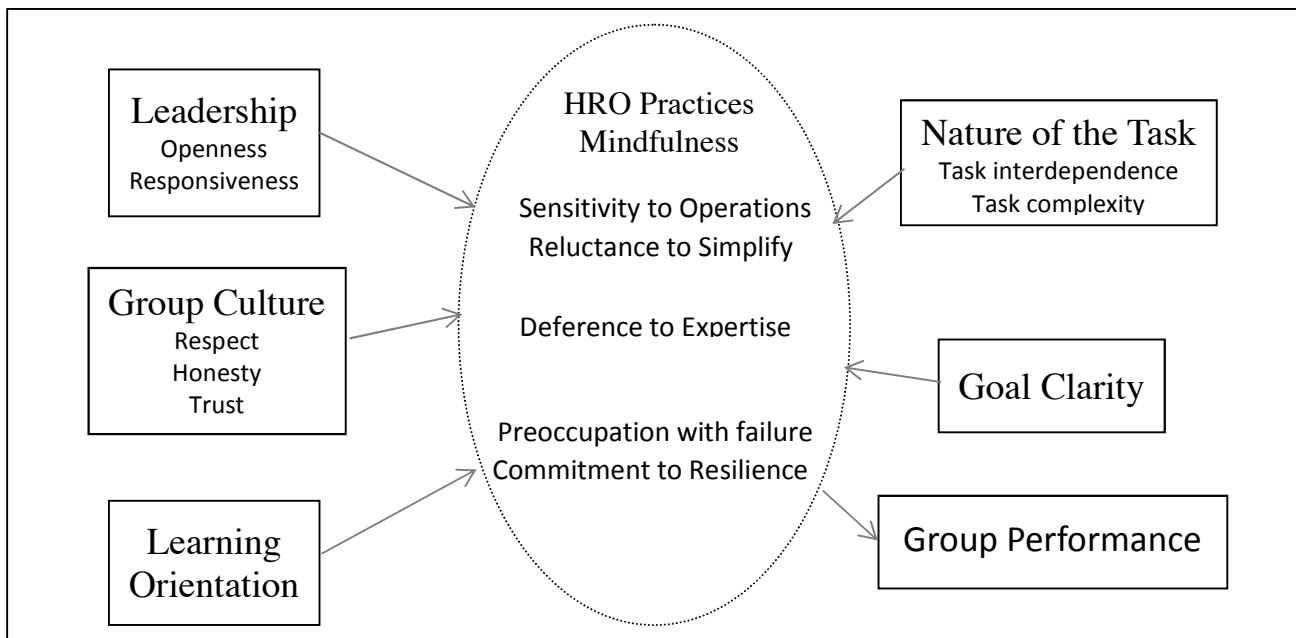 Leadership
Openness
Responsiveness
Group Culture
Respect
Honesty
Trust
Learning
Orientation
HRO Practices
Mindfulness
Sensitivity to Operations
Reluctance to Simplify
Deference to Expertise
Preoccupation with failure
Commitment to Resilience
Nature of the Task
Task interdependence
Task complexity
Goal Clarity
Group Performance